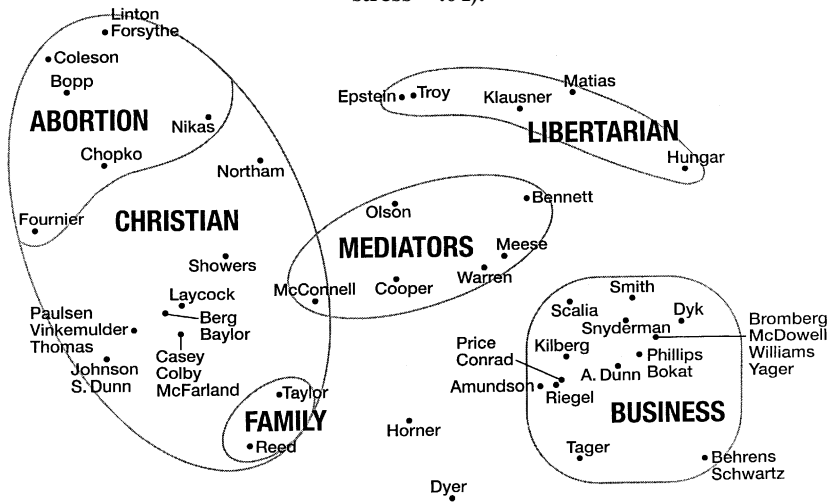 Linton
Forsythe
Coleson
Bopp
ABORTION
Nikas
Chopko
Northam
Fournier
CHRISTIAN
Showers
Laycock
Berg
Baylor
Paulsen
Vinkemulder
Thomas
Casey
Colby
McFarland
Johnson
S. Dunn
Taylor
FAMILY
Reed
Epstein
Troy
Klausner
Matias
LIBERTARIAN
Hungar
Olson
Bennett
MEDIATORS
Meese
Warren
McConnell
Cooper
Smith
Scalia
Dyk
Snyderman
Bromberg
McDowell
Williams
Yager
Price
Conrad
Kilberg
Phillips
Bokat
A. Dunn
Amundson
Riegel
BUSINESS
Horner
Tager
Behrens
Schwartz
Dyer